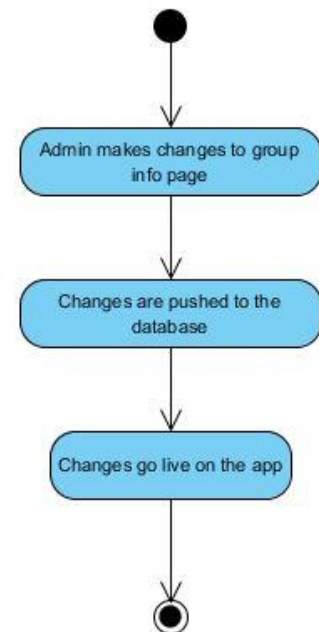 Admin makes changes to group
info page
Changes are pushed to the
database
Changes go live on the app